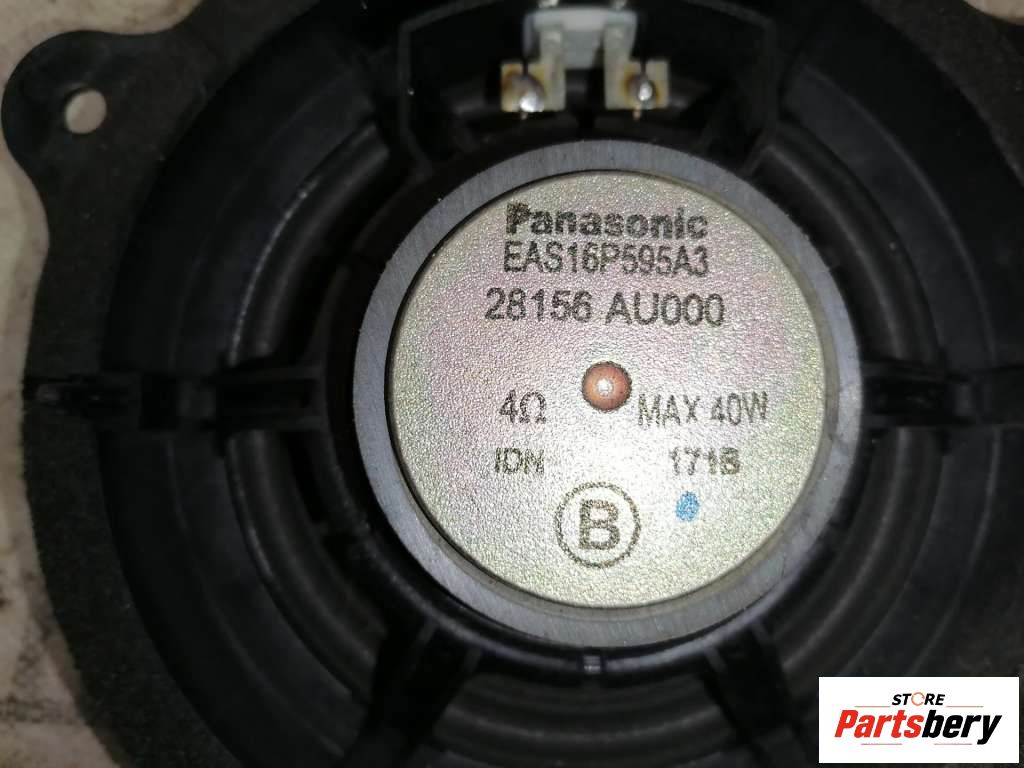 Panasonic
EAS16P595A3
28156 AU000
4Ω MAX 40W
IDN 171B
B
STORE
Partsbery